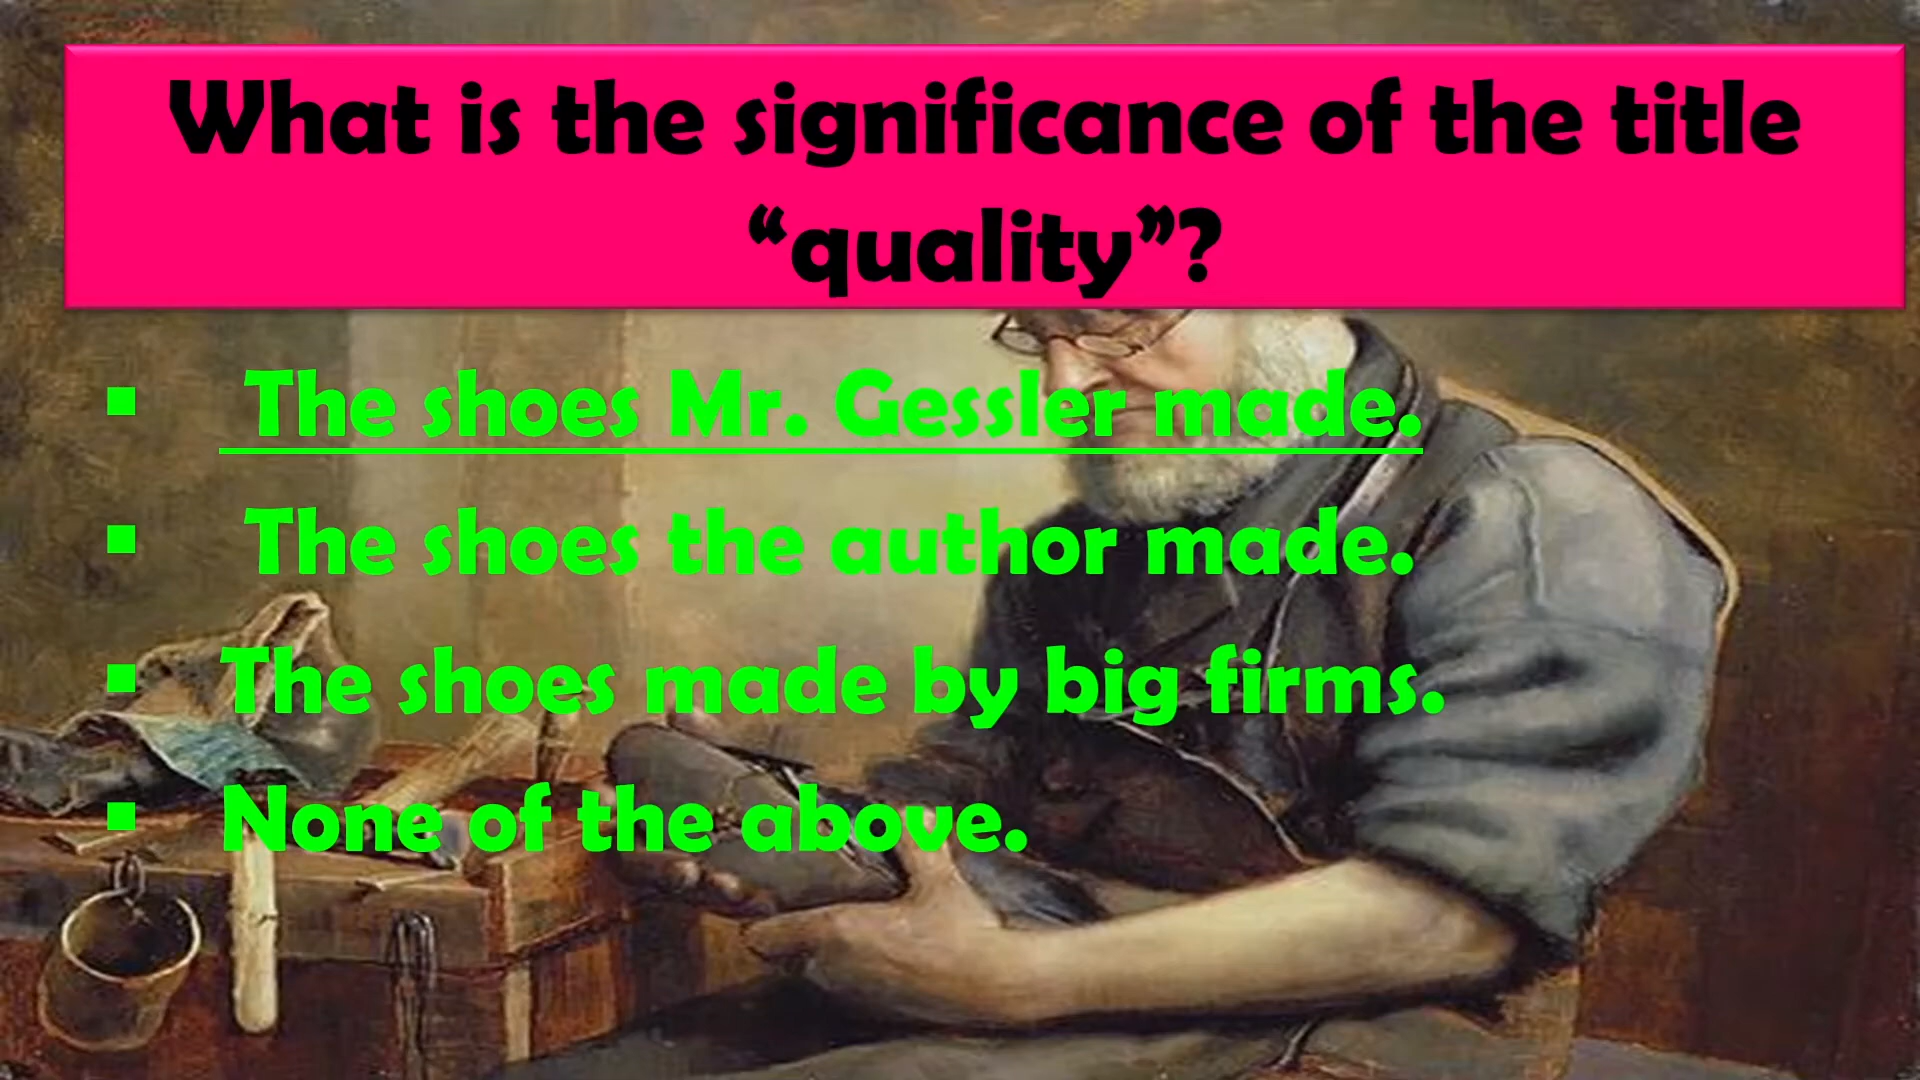 What is the significance of the title
“quality”?
▪ The shoes Mr. Gessler made.
▪ The shoes the author made.
▪ The shoes made by big firms.
▪ None of the above.